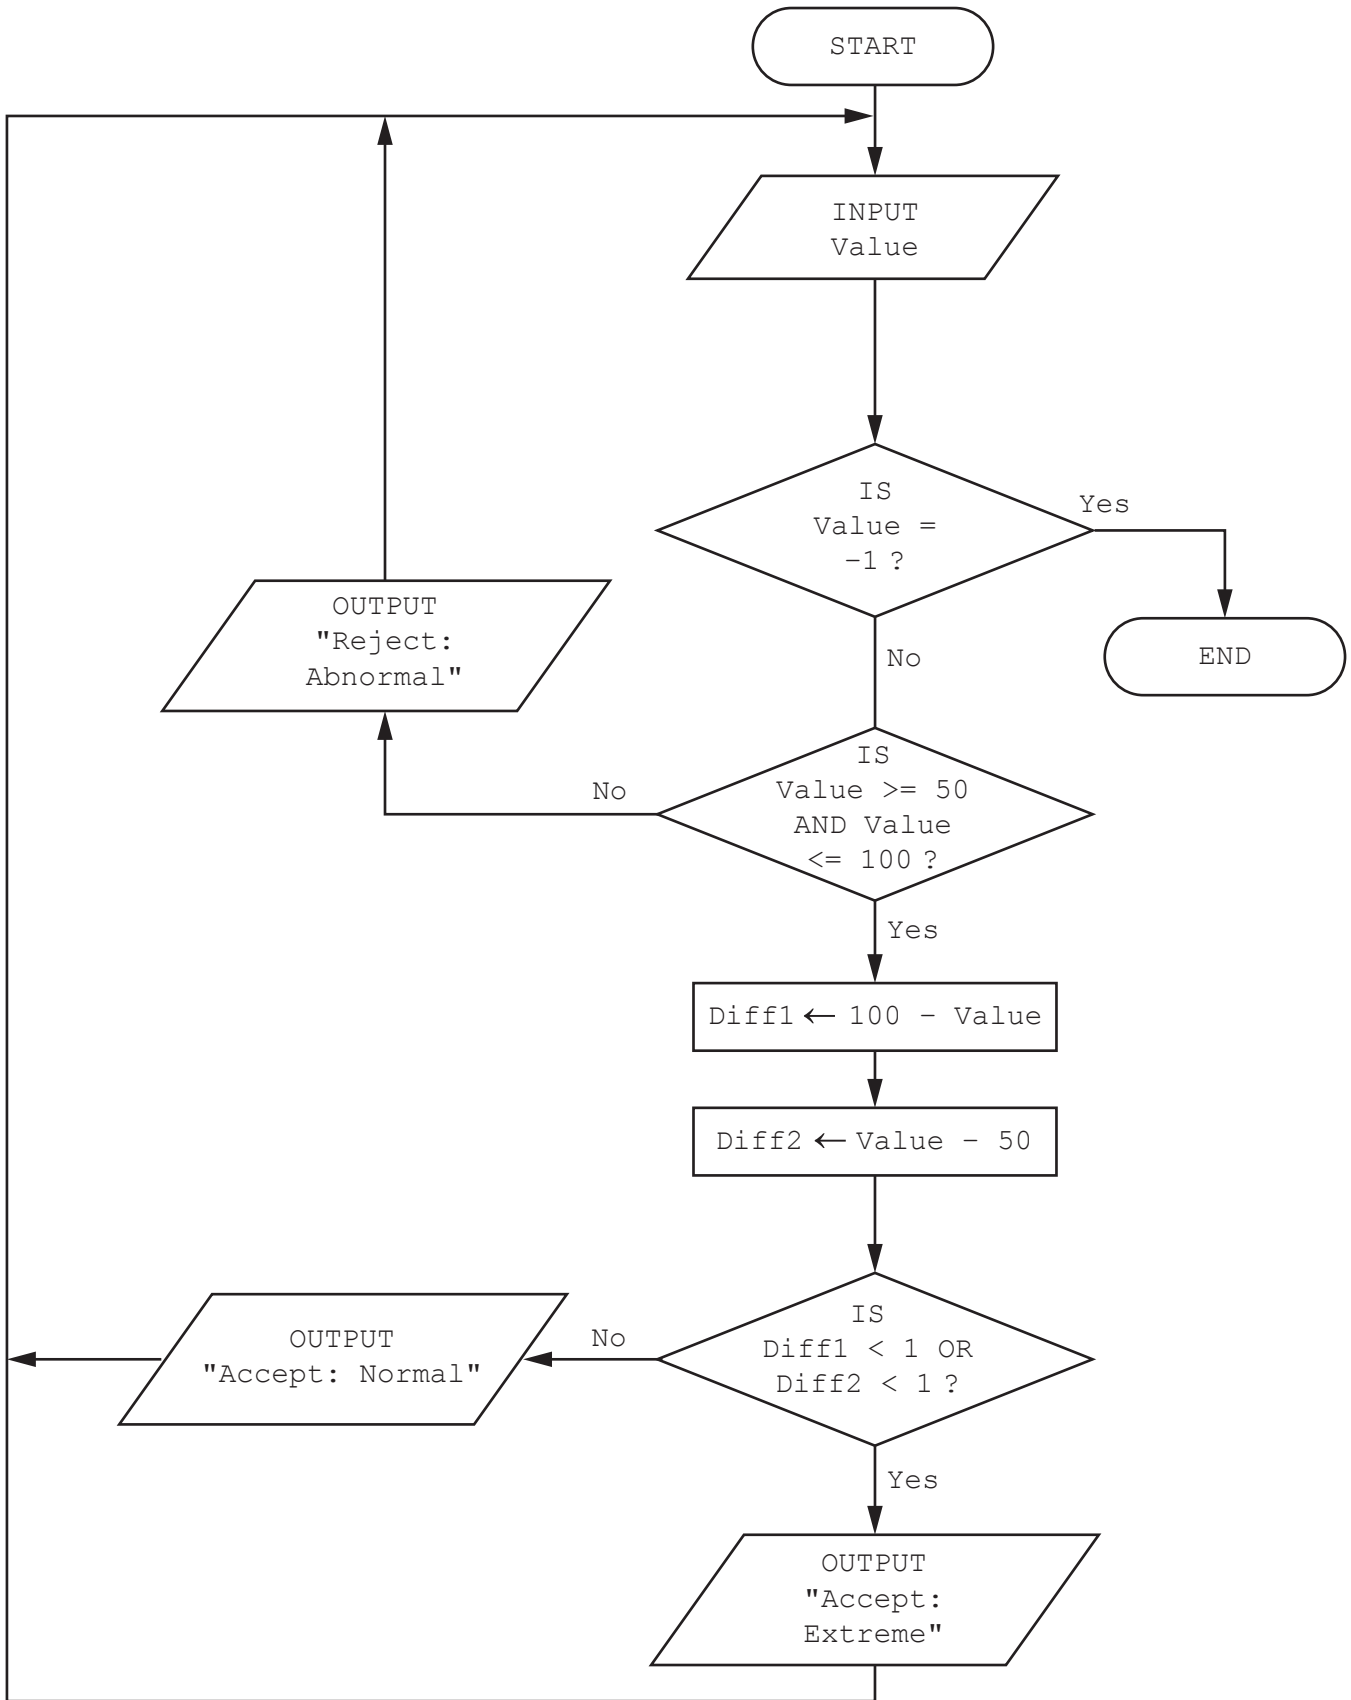 START
INPUT
Value
IS
Value =
–1 ?
Yes
END
No
OUTPUT
"Reject:
Abnormal"
No
IS
Value >= 50
AND Value
<= 100 ?
Yes
Diff1 ← 100 – Value
Diff2 ← Value – 50
IS
Diff1 < 1 OR
Diff2 < 1 ?
No
OUTPUT
"Accept: Normal"
Yes
OUTPUT
"Accept:
Extreme"